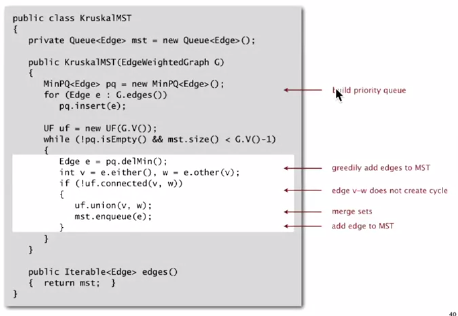 public class KruskalMST
{
private Queue<Edge> mst = new Queue<Edge>();
public KruskalMST(EdgeWeightedGraph G)
{
MinPQ<Edge> pq = new MinPQ<Edge>();
build priority queue
for (Edge e : G.edges())
pq.insert(e);
UF uf = new UF(G.V());
while (!pq.isEmpty() && mst.size() < G.V()-1)
{
Edge e = pq.delMin();
greedily add edges to MST
int v = e.either(), w = e.other(v);
if (!uf.connected(v, w))
edge v–w does not create cycle
{
uf.union(v, w);
merge sets
mst.enqueue(e);
add edge to MST
}
}
}
public Iterable<Edge> edges()
{ return mst; }
}
40